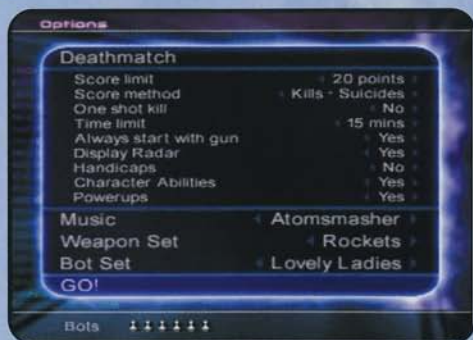 Options
Deathmatch
Score limit 20 points
Score method Kills - Suicides
One shot kill No
Time limit 15 mins
Always start with gun Yes
Display Radar Yes
Handicaps No
Character Abilities Yes
Powerups Yes
Music Atomsmasher
Weapon Set Rockets
Bot Set Lovely Ladies
GO!
Bots